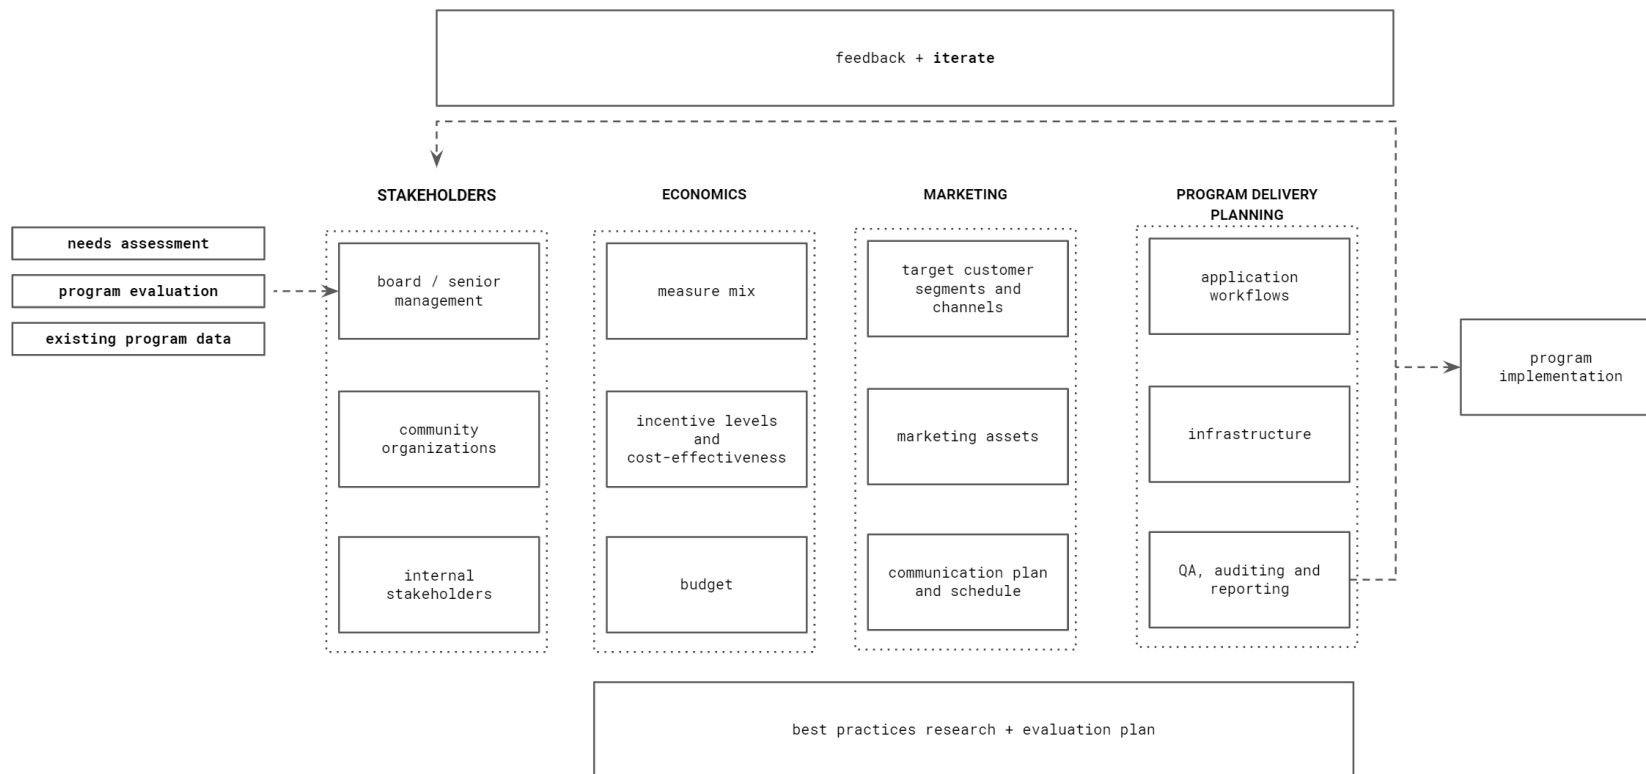 feedback + iterate
STAKEHOLDERS
ECONOMICS
MARKETING
PROGRAM DELIVERY
PLANNING
needs assessment
program evaluation
existing program data
board / senior
management
community
organizations
internal
stakeholders
measure mix
incentive levels
and
cost-effectiveness
budget
target customer
segments and
channels
marketing assets
communication plan
and schedule
application
workflows
infrastructure
QA, auditing and
reporting
program
implementation
best practices research + evaluation plan